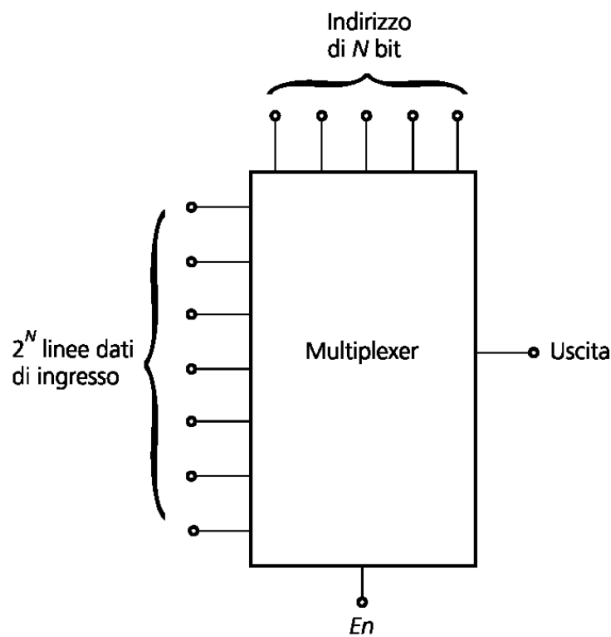 Indirizzo
di N bit
2^N linee dati
di ingresso
Multiplexer
Uscita
En